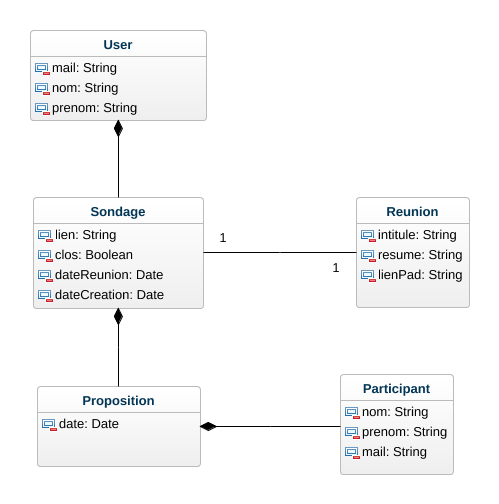 User
mail: String
nom: String
prenom: String
Sondage
lien: String
clos: Boolean
dateReunion: Date
dateCreation: Date
1
1
Reunion
intitule: String
resume: String
lienPad: String
Proposition
date: Date
Participant
nom: String
prenom: String
mail: String